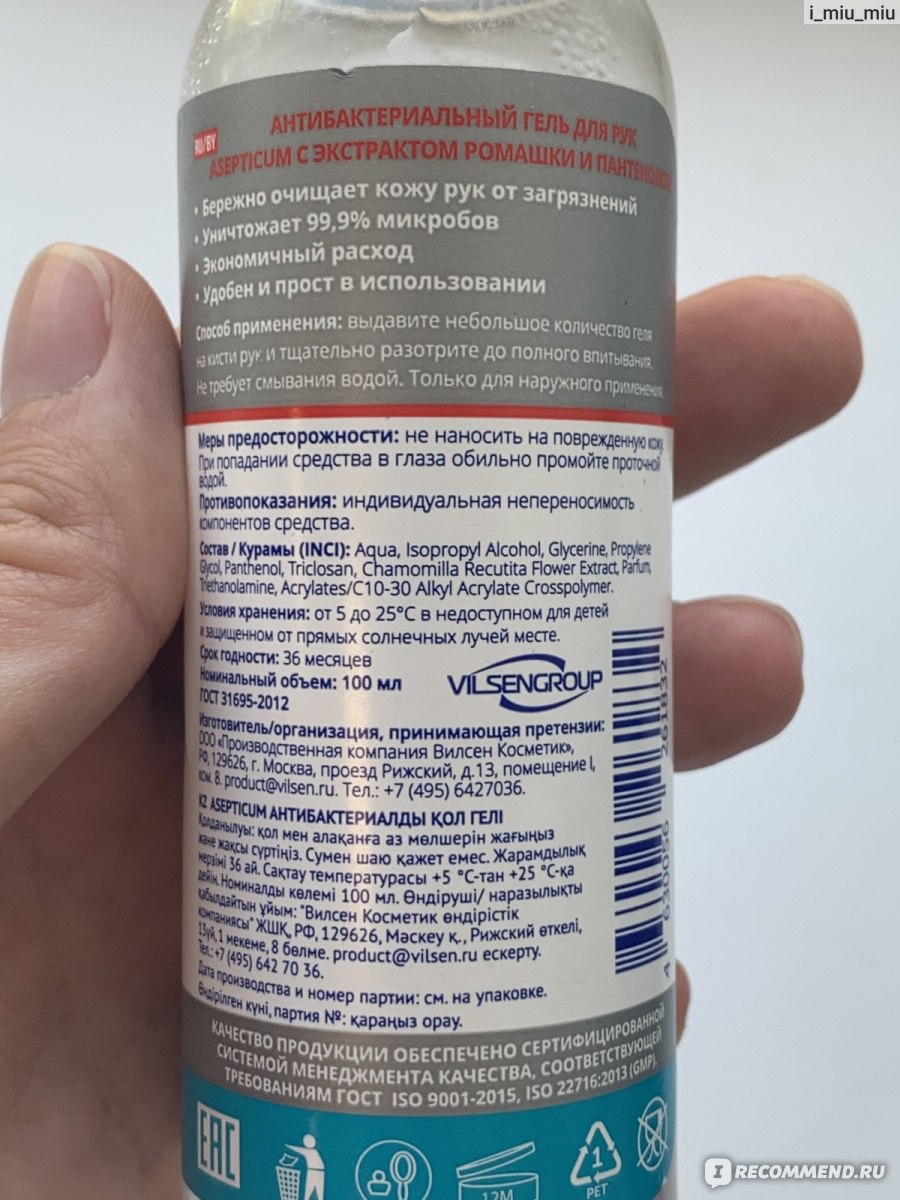 i_miu_miu
RU/BY
АНТИБАКТЕРИАЛЬНЫЙ ГЕЛЬ ДЛЯ РУК
ASEPTICUM С ЭКСТРАКТОМ РОМАШКИ И ПАНТЕНОЛОМ
• Бережно очищает кожу рук от загрязнений
• Уничтожает 99,9% микробов
• Экономичный расход
• Удобен и прост в использовании
Способ применения: выдавите небольшое количество геля
на кисти рук и тщательно разотрите до полного впитывания.
Не требует смывания водой. Только для наружного применения.
Меры предосторожности: не наносить на поврежденную кожу.
При попадании средства в глаза обильно промойте проточной
водой.
Противопоказания: индивидуальная непереносимость
компонентов средства.
Состав / Курамы (INCI): Aqua, Isopropyl Alcohol, Glycerine, Propylene
Glycol, Panthenol, Triclosan, Chamomilla Recutita Flower Extract, Parfum,
Triethanolamine, Acrylates/C10-30 Alkyl Acrylate Crosspolymer.
Условия хранения: от 5 до 25°С в недоступном для детей
и защищенном от прямых солнечных лучей месте.
Срок годности: 36 месяцев
Номинальный объем: 100 мл
ГОСТ 31695-2012
VILSENGROUP
Изготовитель/организация, принимающая претензии:
ООО «Производственная компания Вилсен Косметик»,
РФ, 129626, г. Москва, проезд Рижский, д.13, помещение I,
ком. 8. product@vilsen.ru. Тел.: +7 (495) 6427036.
KZ ASEPTICUM АНТИБАКТЕРИАЛДЫ ҚОЛ ГЕЛІ
Қолданылуы: қол мен алақанға аз мөлшерін жағыңыз
және жақсы сүртіңіз. Сумен шаю қажет емес. Жарамдылық
мерзімі 36 ай. Сақтау температурасы +5 °С-тан +25 °С-қа
дейін. Номиналды көлемі 100 мл. Өндіруші/ наразылықты
қабылдайтын ұйым: "Вилсен Косметик өндірістік
компаниясы" ЖШҚ, РФ, 129626, Мәскеу қ., Рижский өткелі,
13үй,1 мекеме, 8 бөлме. product@vilsen.ru ескерту.
Тел.: +7 (495) 642 70 36.
Дата производства и номер партии: см. на упаковке.
Өндірілген күні, партия №: қараңыз орау.
4 630056 261832
КАЧЕСТВО ПРОДУКЦИИ ОБЕСПЕЧЕНО СЕРТИФИЦИРОВАННОЙ
СИСТЕМОЙ МЕНЕДЖМЕНТА КАЧЕСТВА, СООТВЕТСТВУЮЩЕЙ
ТРЕБОВАНИЯМ ГОСТ ISO 9001-2015, ISO 22716:2013 (GMP).
EAC
12M
1
PET
IRECOMMEND.RU